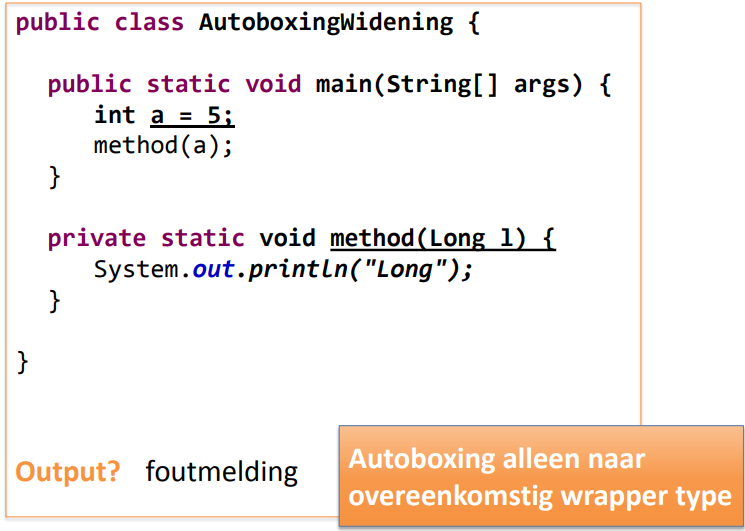 public class AutoboxingWidening {
public static void main(String[] args) {
int a = 5;
method(a);
}
private static void method(Long l) {
System.out.println("Long");
}
}
Output? foutmelding
Autoboxing alleen naar
overeenkomstig wrapper type